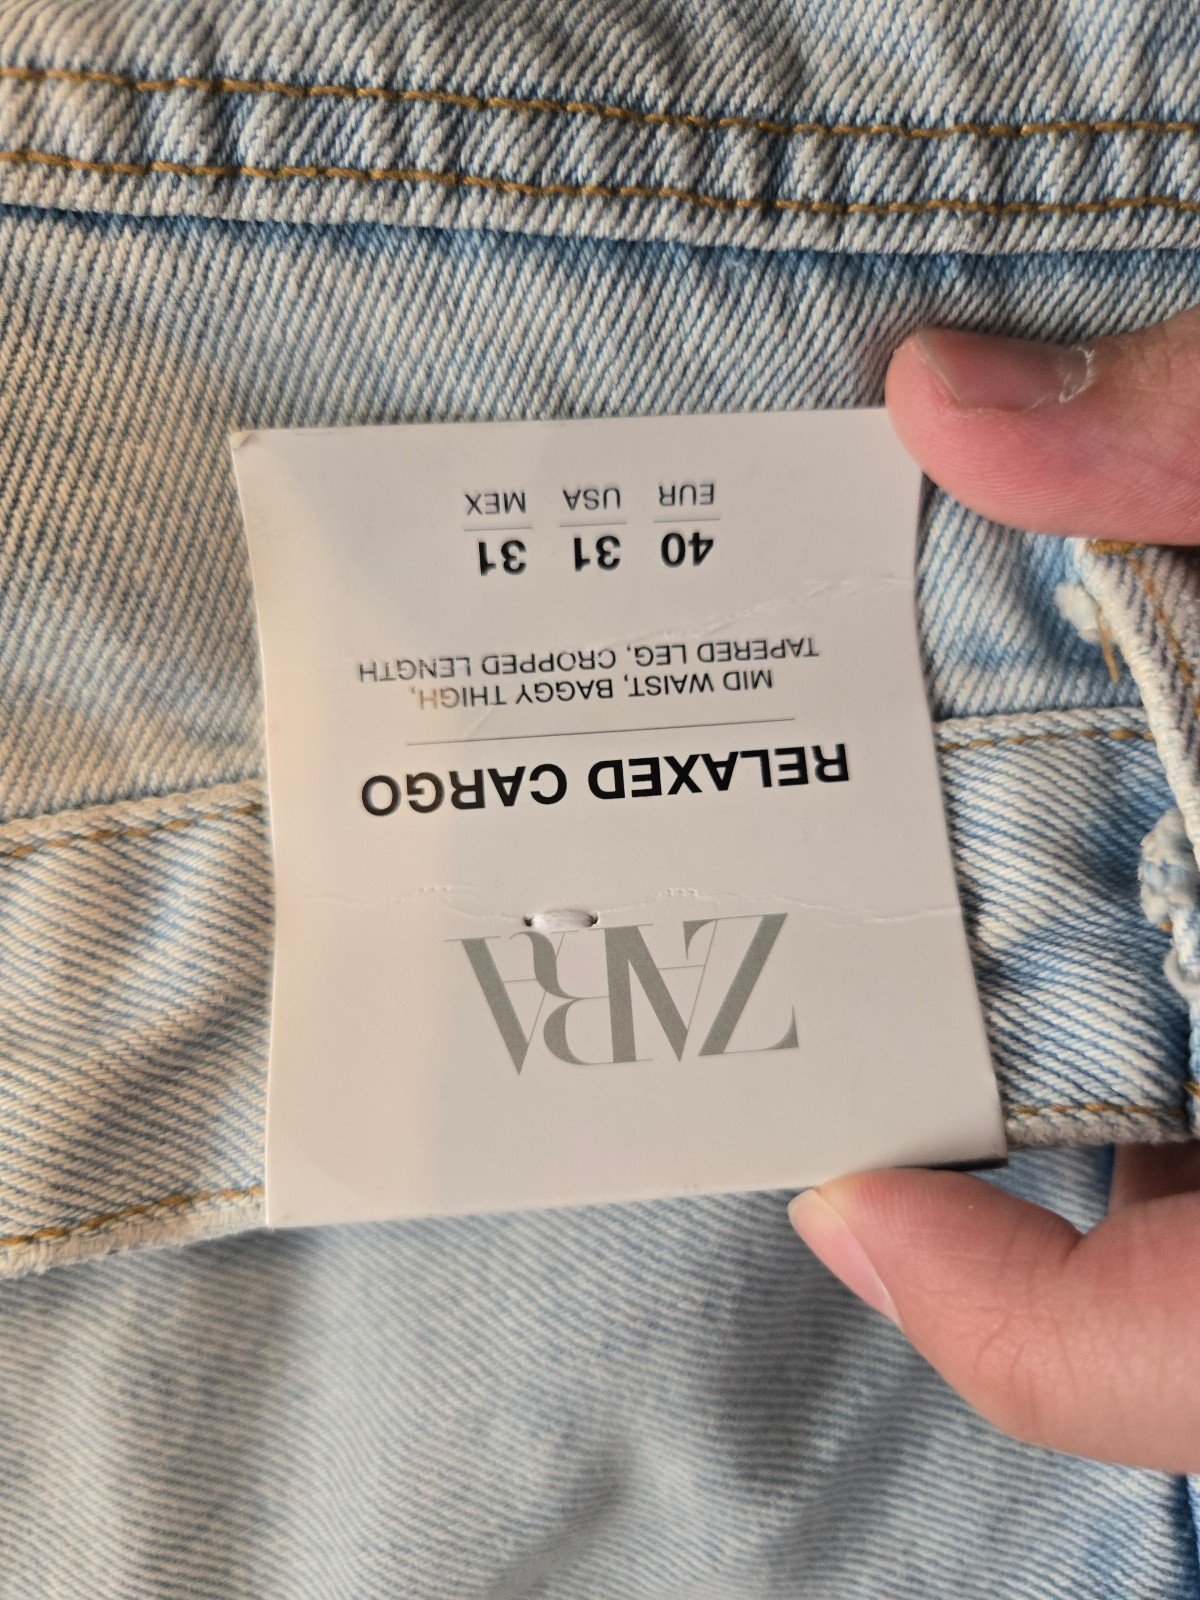 ZARA
RELAXED CARGO
MID WAIST, BAGGY THIGH,
TAPERED LEG, CROPPED LENGTH
40 31 31
EUR USA MEX